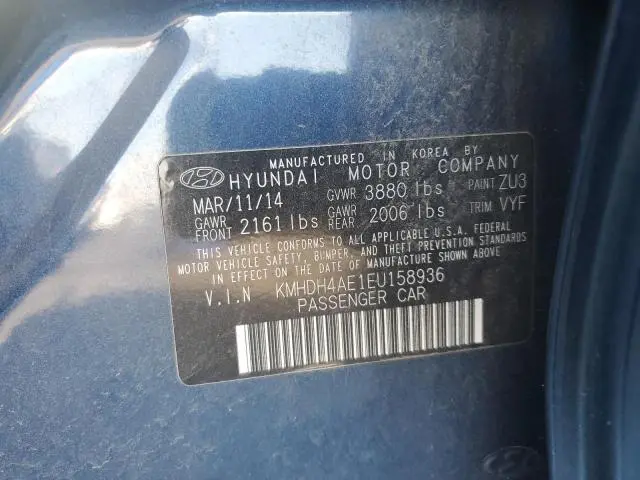 MANUFACTURED IN KOREA BY
HYUNDAI MOTOR COMPANY
MAR/11/14 GVWR 3880 lbs PAINT ZU3
GAWR FRONT 2161 lbs GAWR REAR 2006 lbs TRIM VYF
THIS VEHICLE CONFORMS TO ALL APPLICABLE U.S.A. FEDERAL
MOTOR VEHICLE SAFETY, BUMPER, AND THEFT PREVENTION STANDARDS
IN EFFECT ON THE DATE OF MANUFACTURE SHOWN ABOVE
V.I.N KMHDH4AE1EU158936
PASSENGER CAR